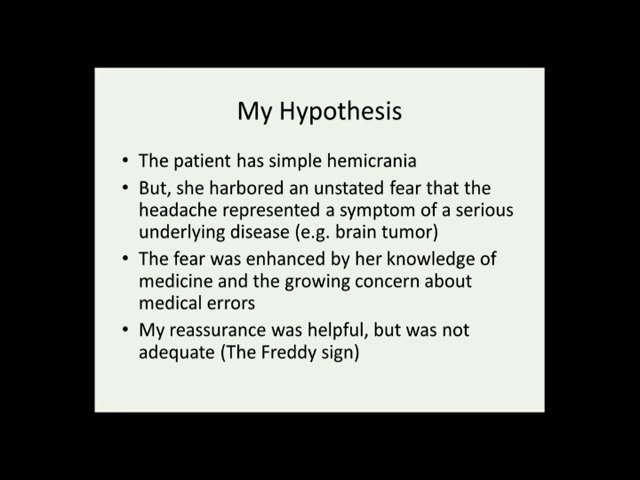 My Hypothesis
• The patient has simple hemicrania
• But, she harbored an unstated fear that the
headache represented a symptom of a serious
underlying disease (e.g. brain tumor)
• The fear was enhanced by her knowledge of
medicine and the growing concern about
medical errors
• My reassurance was helpful, but was not
adequate (The Freddy sign)